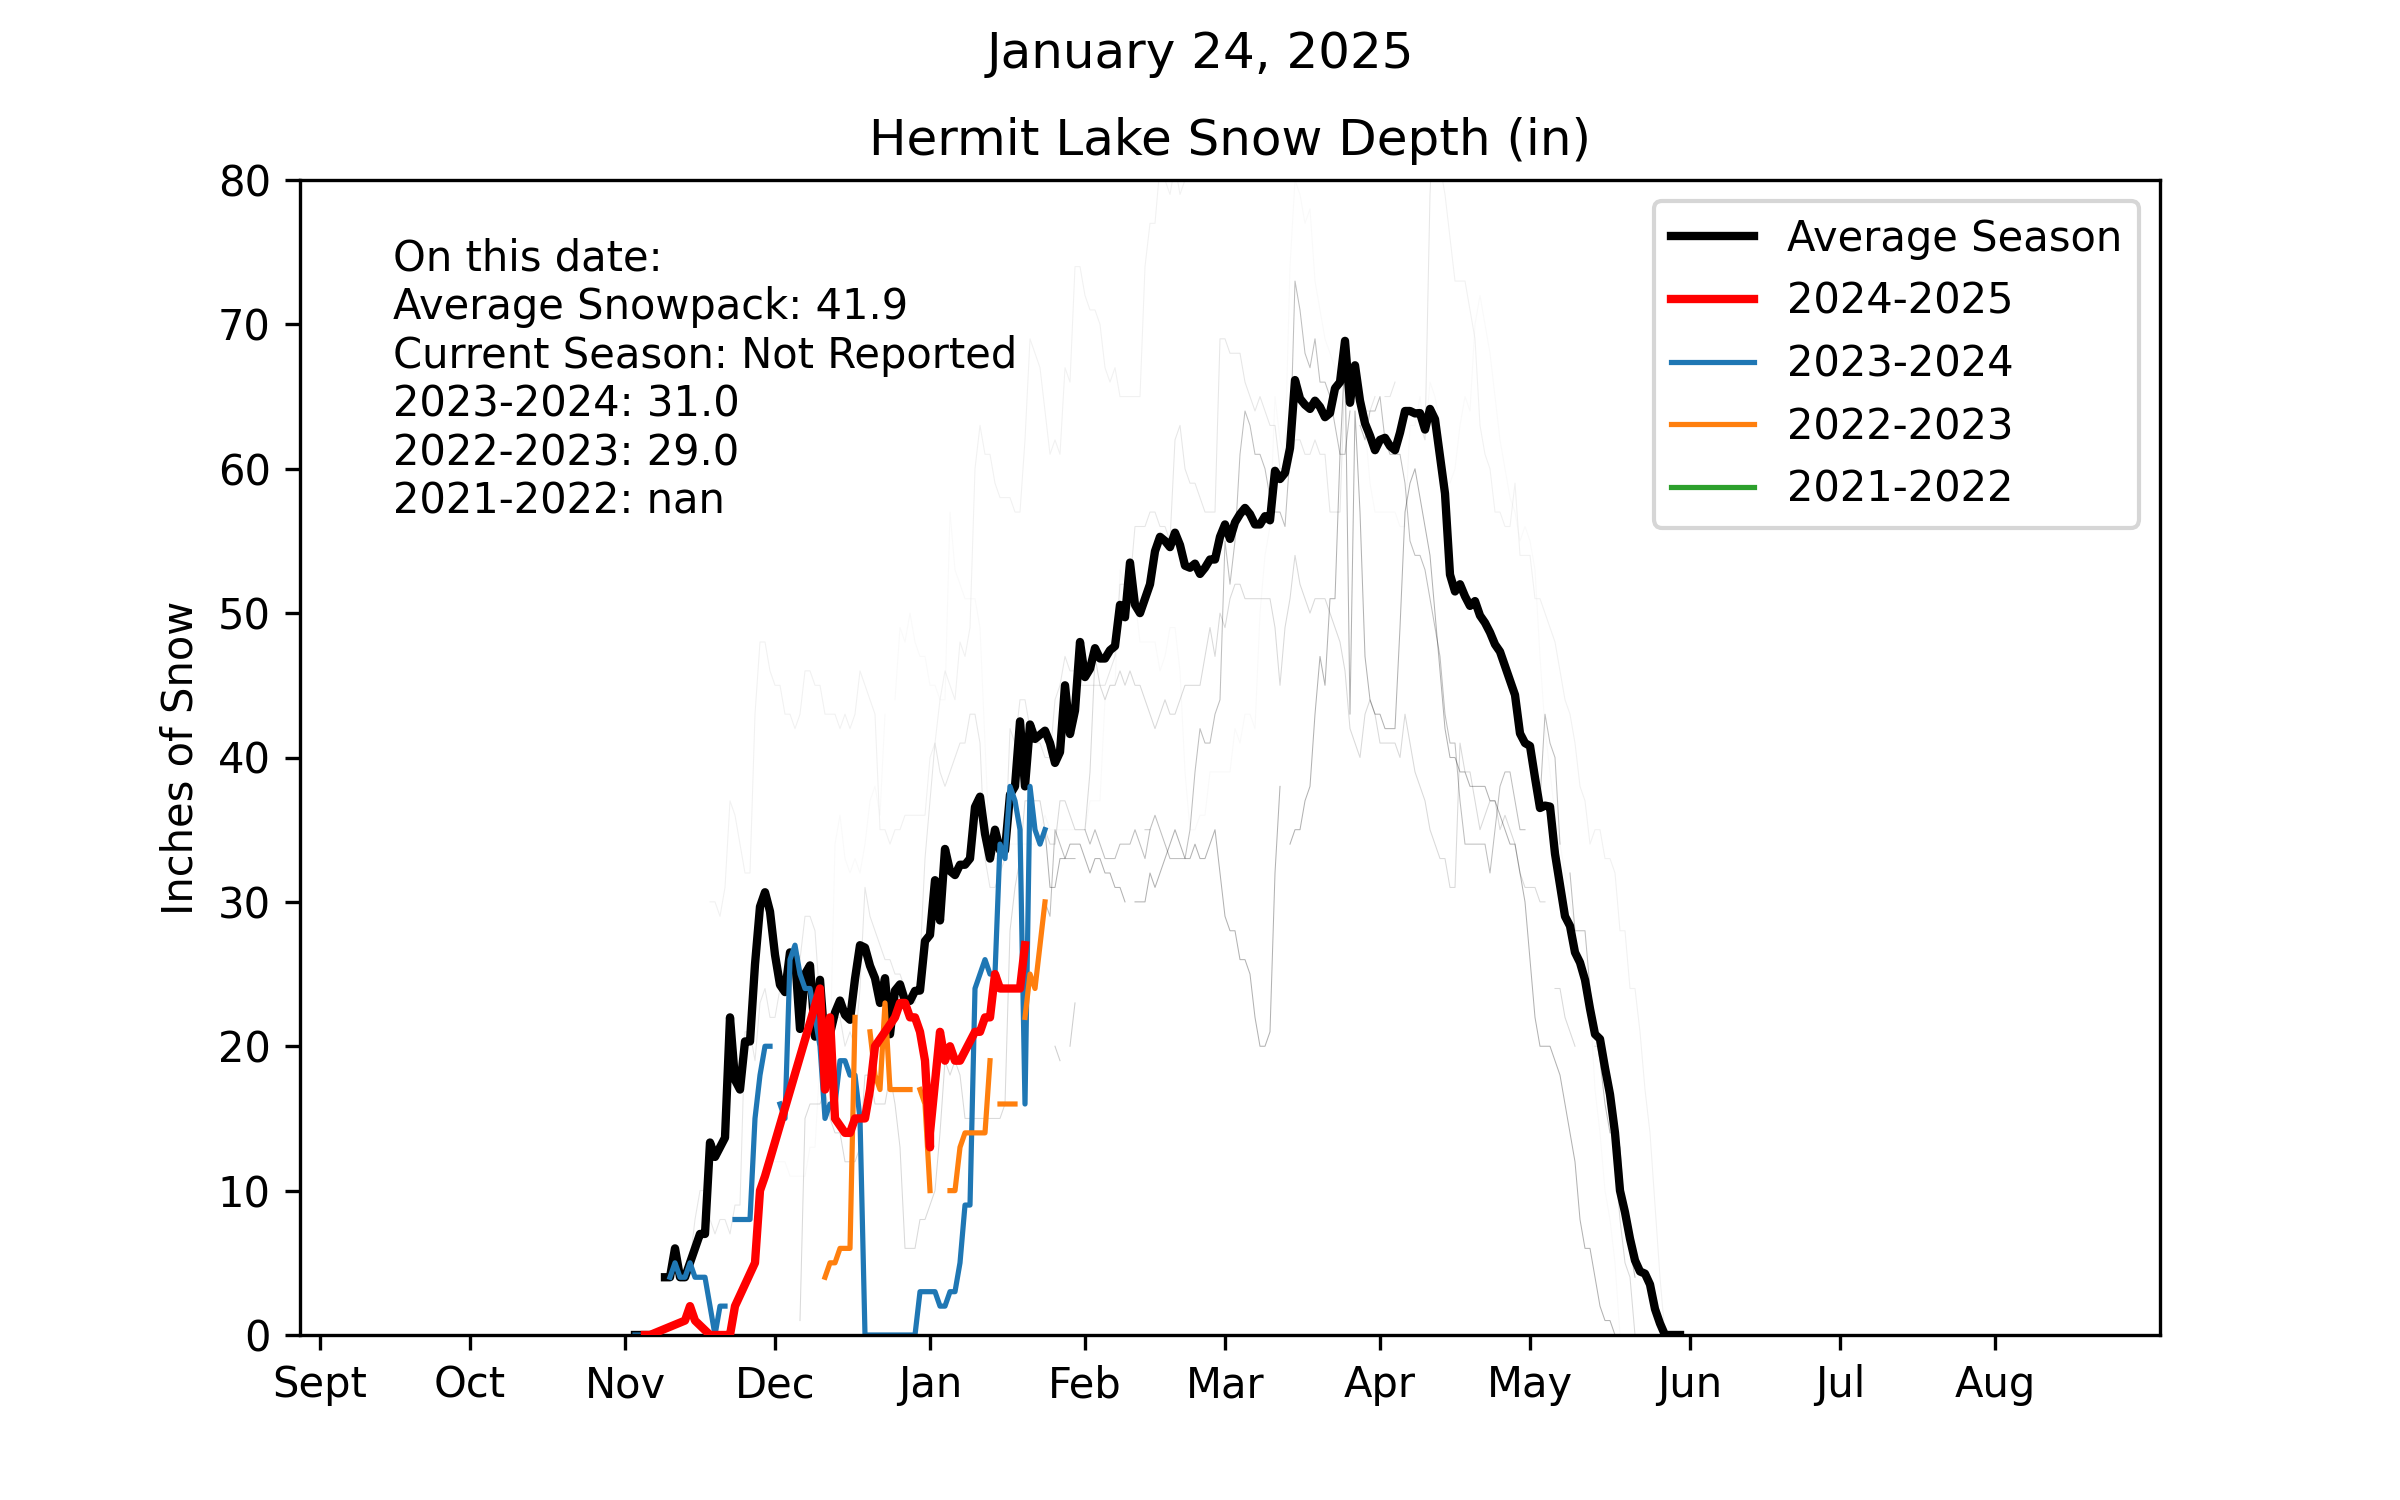 January 24, 2025
Hermit Lake Snow Depth (in)
80
70
60
50
40
30
20
10
0
Inches of Snow
On this date:
Average Snowpack: 41.9
Current Season: Not Reported
2023-2024: 31.0
2022-2023: 29.0
2021-2022: nan
Average Season
2024-2025
2023-2024
2022-2023
2021-2022
Sept Oct Nov Dec Jan Feb Mar Apr May Jun Jul Aug